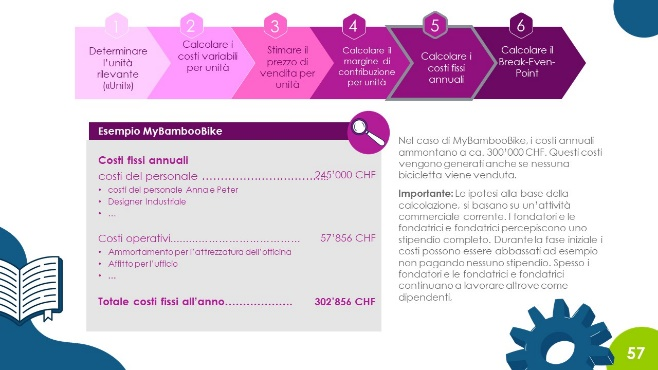 1
Determinare
l'unità
rilevante
(«Unit»)
2
Calcolare i
costi variabili
per unità
3
Stimare il
prezzo di
vendita per
unità
4
Calcolare il
margine di
contribuzione
per unità
5
Calcolare i
costi fissi
annuali
6
Calcolare il
Break-Even-
Point
Esempio MyBambooBike
Costi fissi annuali
costi del personale ……………………………245'000 CHF
• costi del personale Anna e Peter
• Designer Industriale
• ...
Costi operativi……………………………… 57'856 CHF
• Ammortamento per l'attrezzatura dell'officina
• Affitto per l'ufficio
• ...
Totale costi fissi all'anno………………… 302'856 CHF
Nel caso di MyBambooBike, i costi annuali
ammontano a ca. 300'000 CHF. Questi costi
vengono generati anche se nessuna
bicicletta viene venduta.
Importante: Le ipotesi alla base della
calcolazione, si basano su un'attività
commerciale corrente. I fondatori e le
fondatrici e fondatrici percepiscono uno
stipendio completo. Durante la fase iniziale i
costi possono essere abbassati ad esempio
non pagando nessuno stipendio. Spesso i
fondatori e le fondatrici e fondatrici
continuano a lavorare altrove come
dipendenti.
57